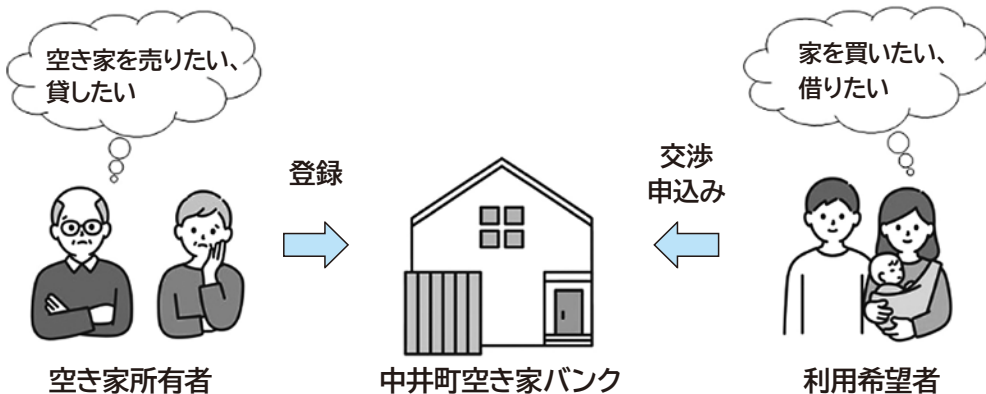 空き家を売りたい、
貸したい
家を買いたい、
借りたい
登録
交渉
申込み
空き家所有者
中井町空き家バンク
利用希望者